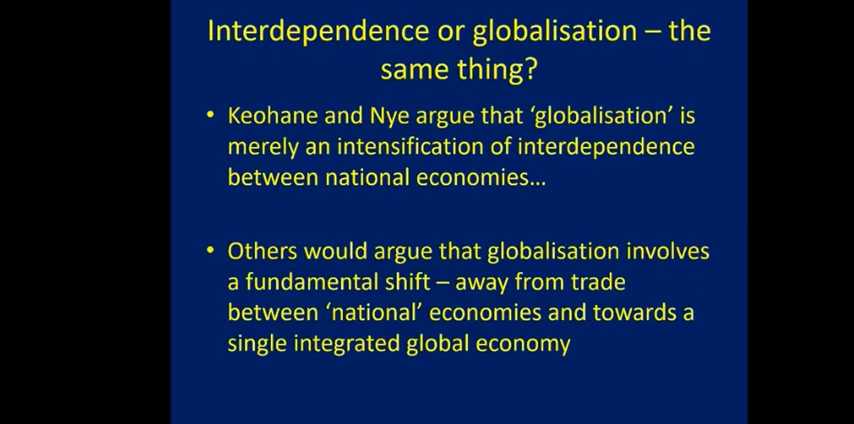 Interdependence or globalisation – the
same thing?
• Keohane and Nye argue that ‘globalisation’ is
merely an intensification of interdependence
between national economies…
• Others would argue that globalisation involves
a fundamental shift – away from trade
between ‘national’ economies and towards a
single integrated global economy